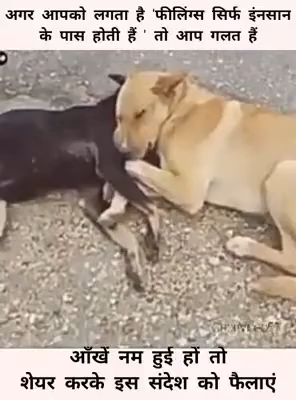 अगर आपको लगता है 'फीलिंग्स सिर्फ इंनसान
के पास होती हैं ' तो आप गलत हैं
आँखें नम हुई हों तो
शेयर करके इस संदेश को फैलाएं